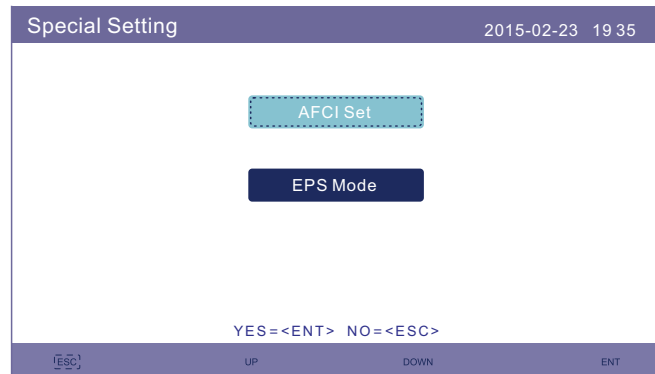 Special Setting 2015-02-23 19 35
AFCI Set
EPS Mode
YES=<ENT> NO=<ESC>
ESC UP DOWN ENT